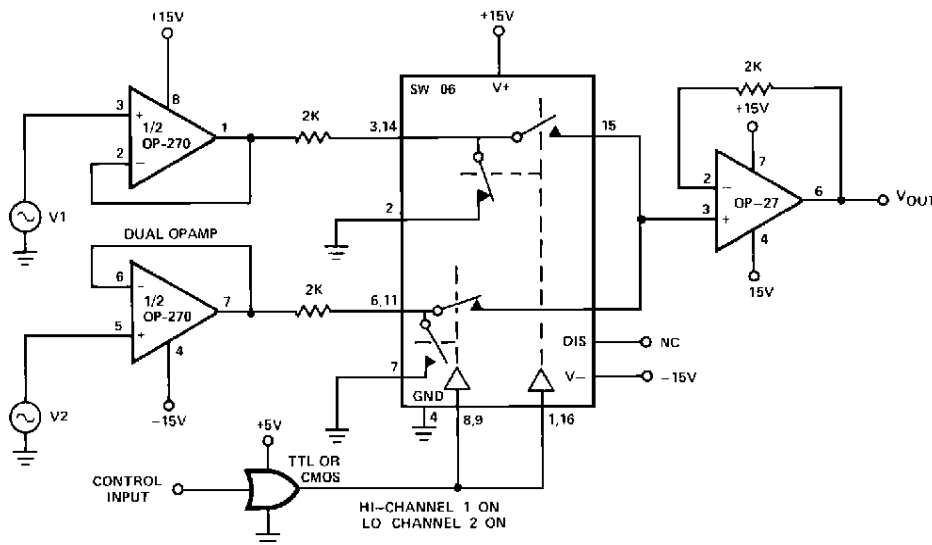 +15V
8
3
+
1/2
OP-270
1
2
−
V1
2K
3,14
+15V
SW 06
V+
15
2
DUAL OPAMP
6
−
1/2
OP-270
7
5
+
4
−15V
V2
2K
6,11
7
GND
4
8,9
1,16
DIS
NC
V−
−15V
2K
+15V
7
2
−
OP-27
6
VOUT
3
+
4
15V
+5V
TTL OR
CMOS
CONTROL
INPUT
HI-CHANNEL 1 ON
LO CHANNEL 2 ON